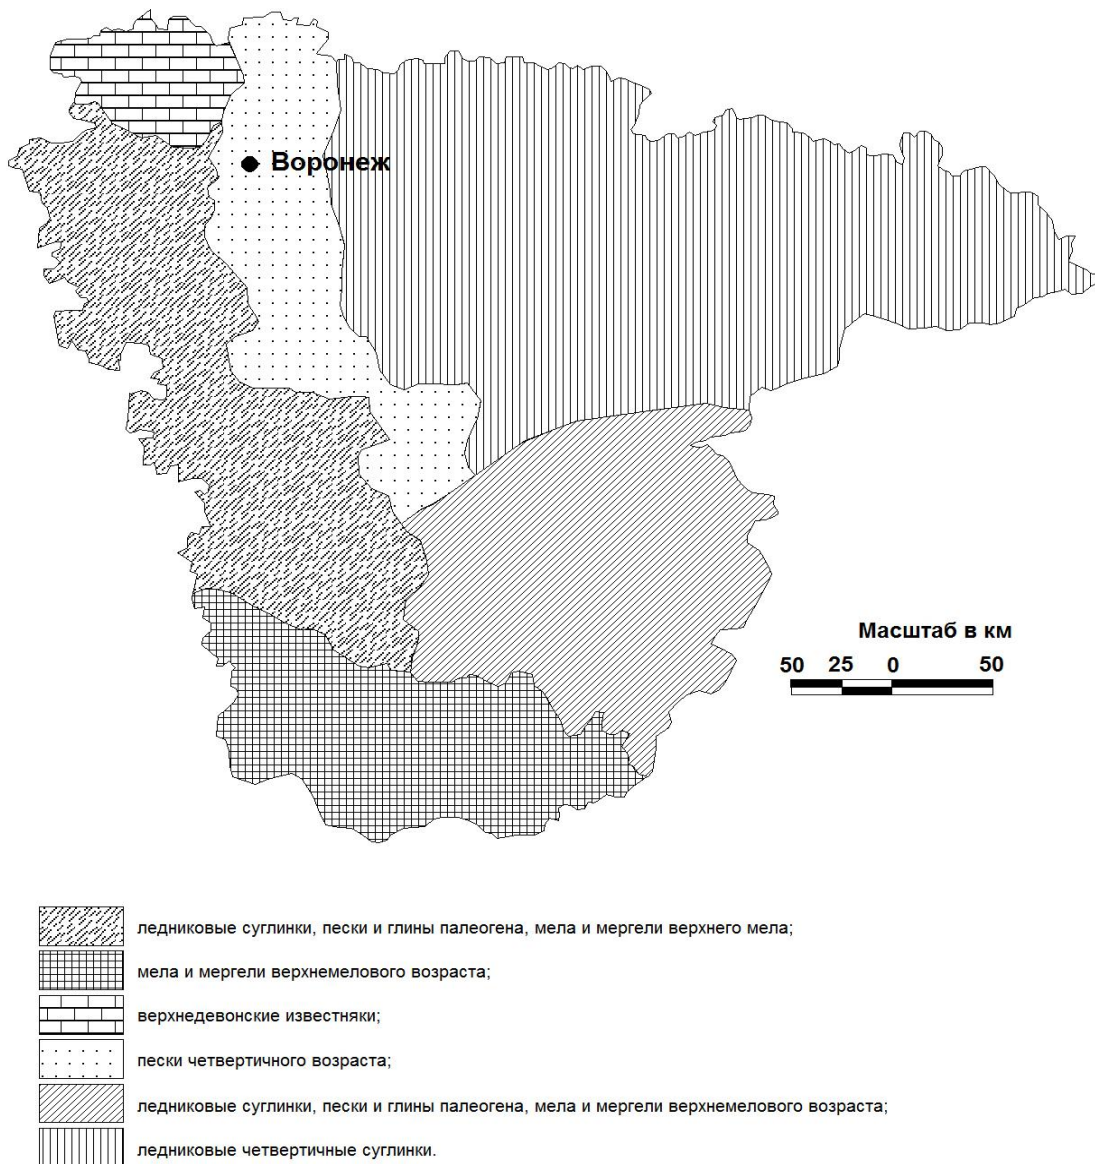 Воронеж
Масштаб в км
50 25 0 50
ледниковые суглинки, пески и глины палеогена, мела и мергели верхнего мела;
мела и мергели верхнемелового возраста;
верхнедевонские известняки;
пески четвертичного возраста;
ледниковые суглинки, пески и глины палеогена, мела и мергели верхнемелового возраста;
ледниковые четвертичные суглинки.